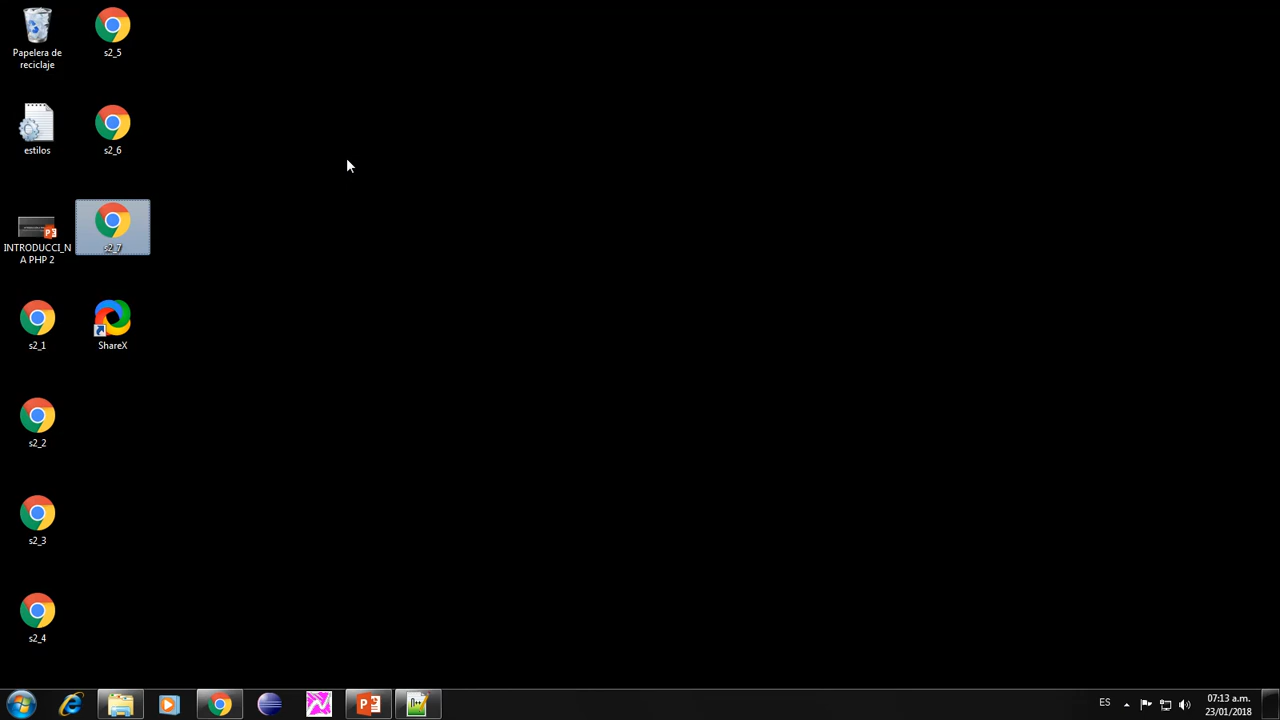 Papelera de
reciclaje
s2_5
estilos
s2_6
INTRODUCCI_N
A PHP 2
s2_7
s2_1
ShareX
s2_2
s2_3
s2_4
ES
07:13 a.m.
23/01/2018